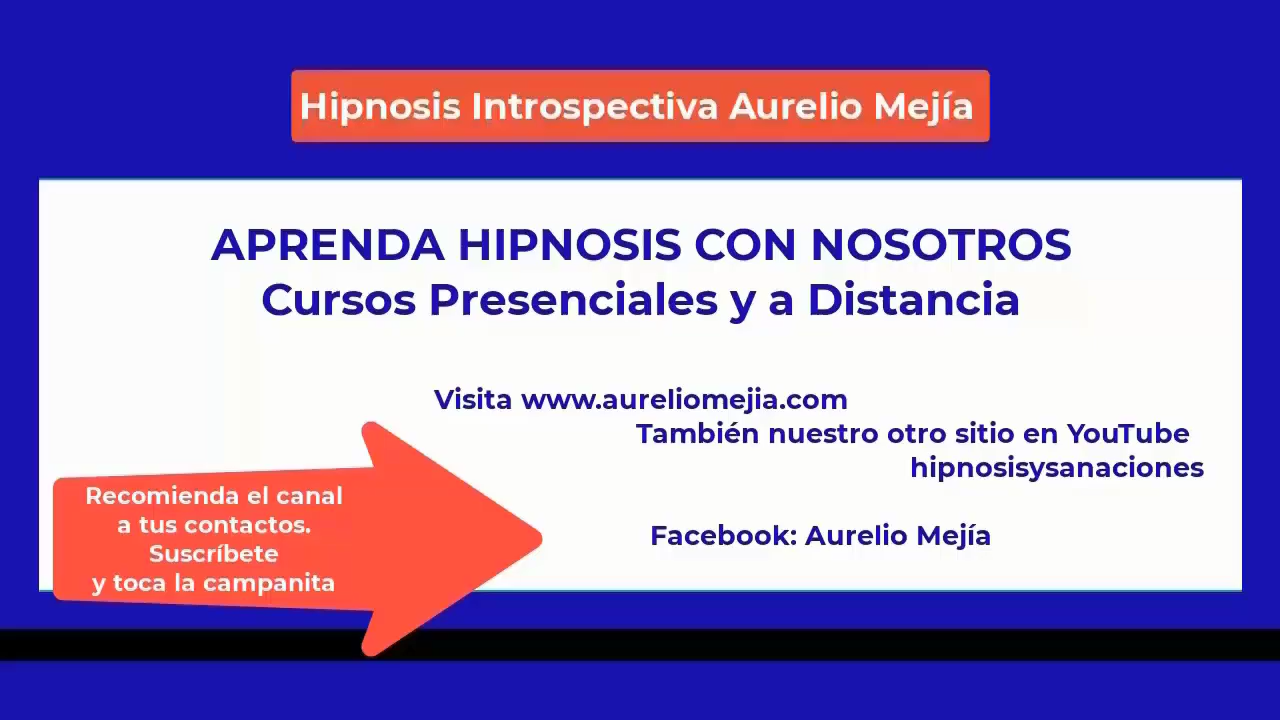 Hipnosis Introspectiva Aurelio Mejía
APRENDA HIPNOSIS CON NOSOTROS
Cursos Presenciales y a Distancia
Visita www.aureliomejia.com
También nuestro otro sitio en YouTube
hipnosisysanaciones
Facebook: Aurelio Mejía
Recomienda el canal
a tus contactos.
Suscríbete
y toca la campanita